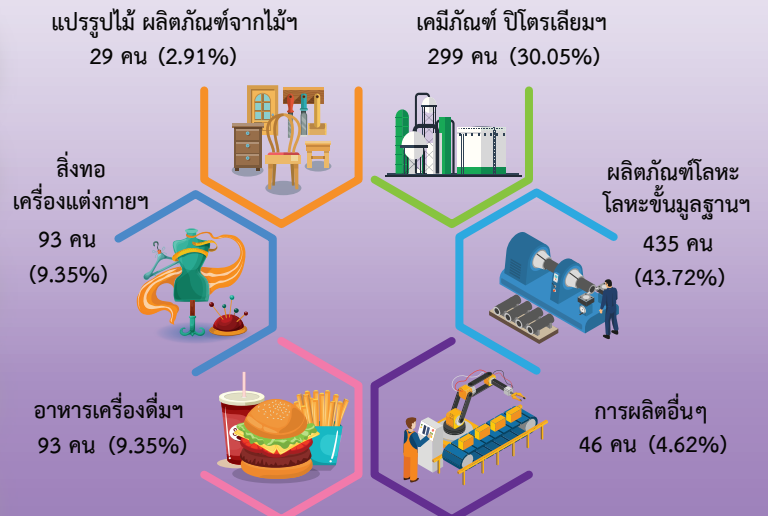 แปรรูปไม้ ผลิตภัณฑ์จากไม้ฯ
29 คน (2.91%)
เคมีภัณฑ์ ปิโตรเลียมฯ
299 คน (30.05%)
สิ่งทอ
เครื่องแต่งกายฯ
93 คน
(9.35%)
ผลิตภัณฑ์โลหะ
โลหะขั้นมูลฐานฯ
435 คน
(43.72%)
อาหารเครื่องดื่มฯ
93 คน (9.35%)
การผลิตอื่นๆ
46 คน (4.62%)